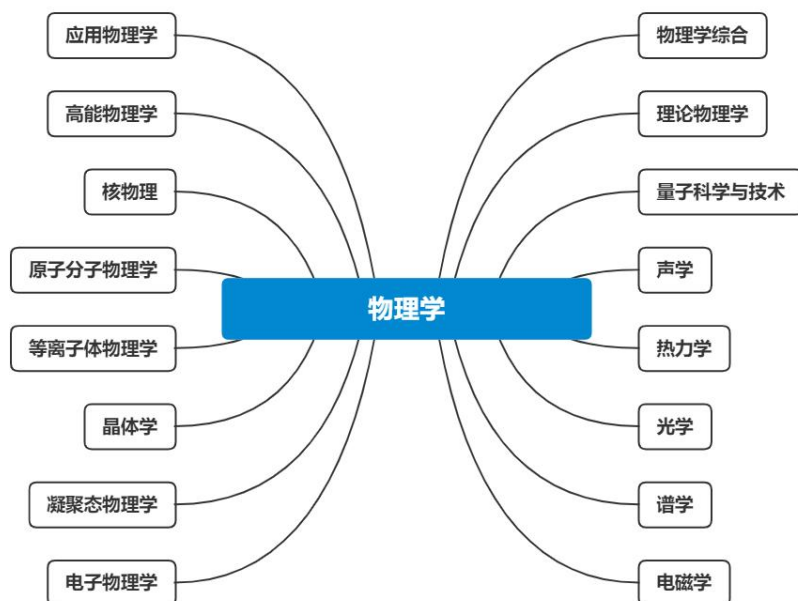 应用物理学
物理学综合
高能物理学
理论物理学
核物理
量子科学与技术
原子分子物理学
声学
物理学
等离子体物理学
热力学
晶体学
光学
凝聚态物理学
谱学
电子物理学
电磁学